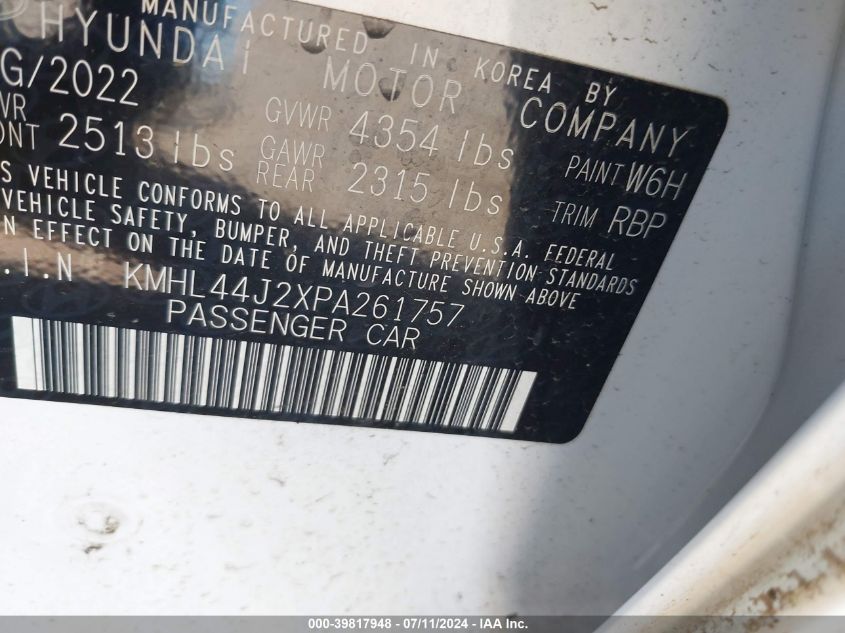 MANUFACTURED IN KOREA BY
HYUNDAI MOTOR COMPANY
G/2022 GVWR 4354 lbs PAINT W6H
VR
ONT 2513 lbs GAWR REAR 2315 lbs TRIM RBP
S VEHICLE CONFORMS TO ALL APPLICABLE U.S.A. FEDERAL
VEHICLE SAFETY, BUMPER, AND THEFT PREVENTION STANDARDS
N EFFECT ON THE DATE OF MANUFACTURE SHOWN ABOVE
.I.N KMHL44J2XPA261757
PASSENGER CAR
000-39817948 - 07/11/2024 - IAA Inc.